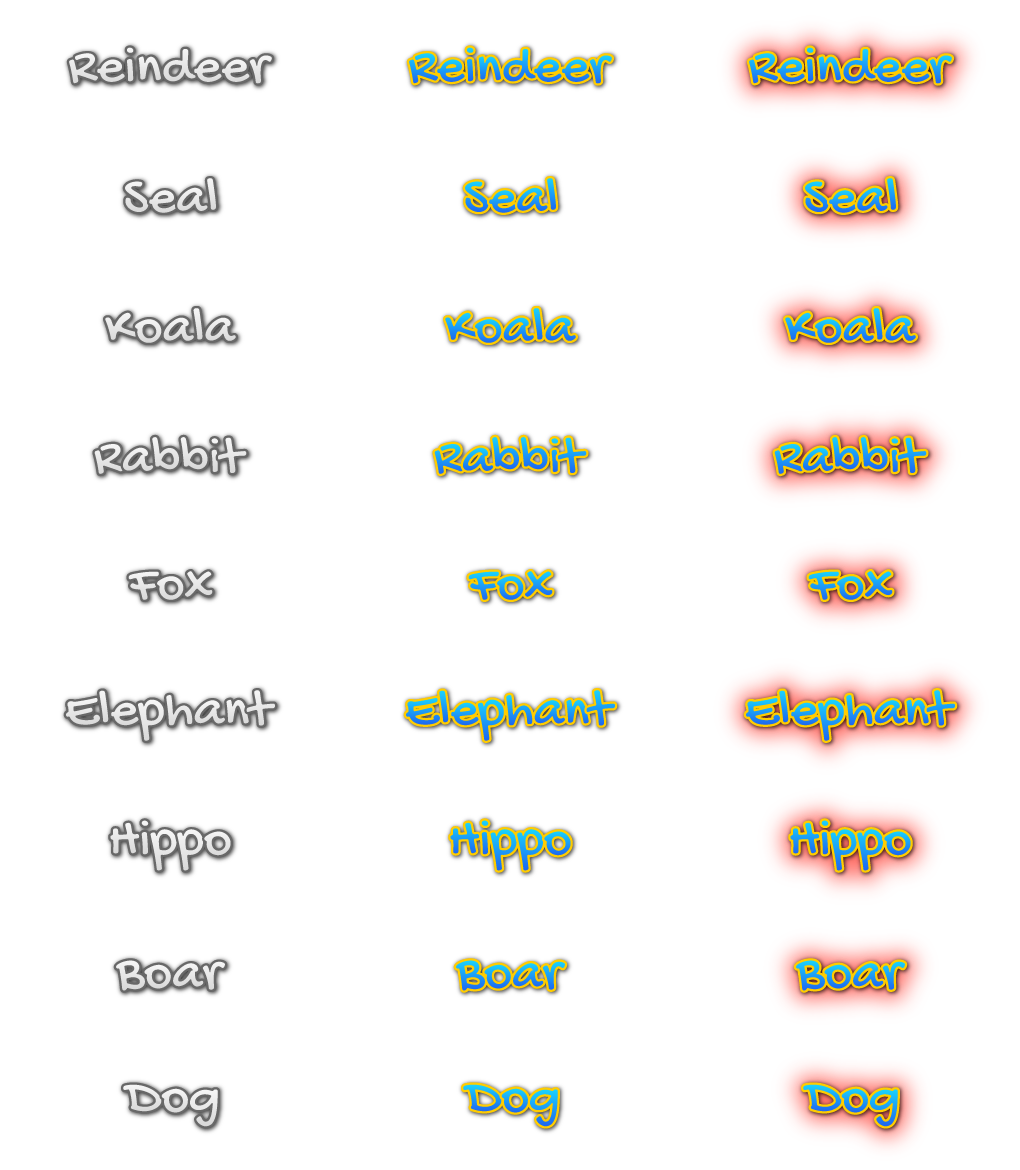 Reindeer Reindeer Reindeer
Seal Seal Seal
Koala Koala Koala
Rabbit Rabbit Rabbit
Fox Fox Fox
Elephant Elephant Elephant
Hippo Hippo Hippo
Boar Boar Boar
Dog Dog Dog